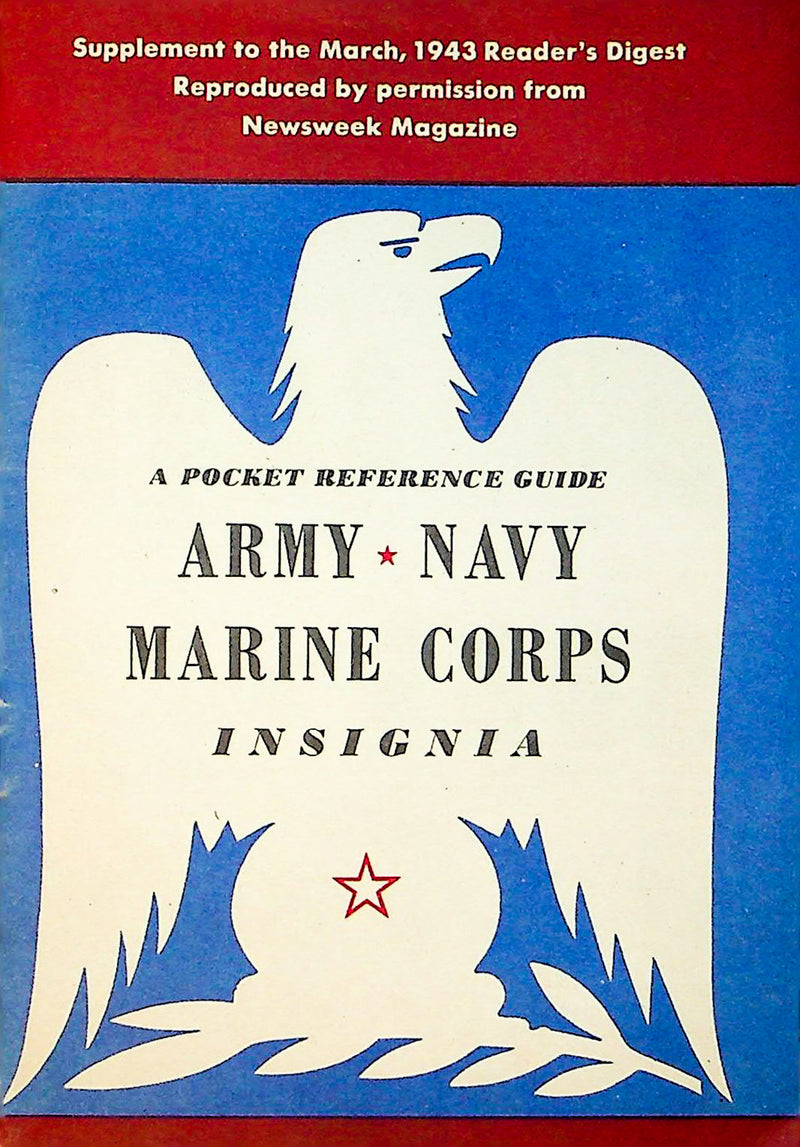 Supplement to the March, 1943 Reader's Digest
Reproduced by permission from
Newsweek Magazine
A POCKET REFERENCE GUIDE
ARMY ★ NAVY
MARINE CORPS
INSIGNIA